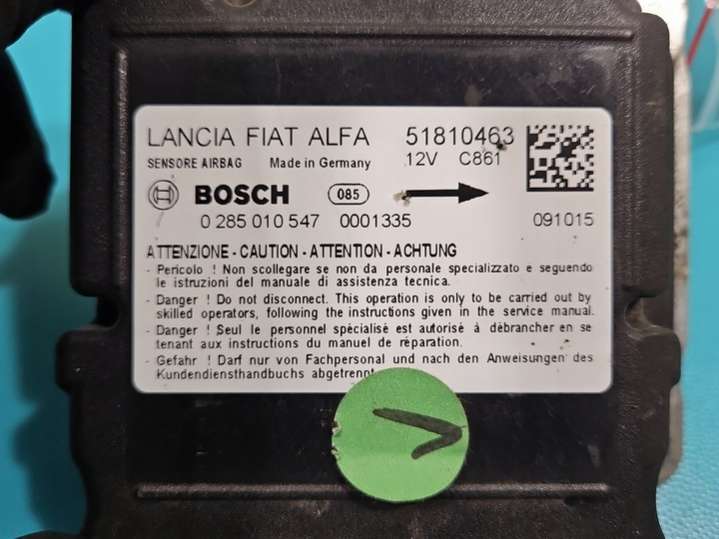 LANCIA FIAT ALFA 51810463
SENSORE AIRBAG Made in Germany 12V C861
BOSCH 085
0 285 010 547 0001335 091015
ATTENZIONE - CAUTION - ATTENTION - ACHTUNG
- Pericolo ! Non scollegare se non da personale specializzato e seguendo
le istruzioni del manuale di assistenza tecnica.
- Danger ! Do not disconnect. This operation is only to be carried out by
skilled operators, following the instructions given in the service manual.
- Danger ! Seul le personnel spécialisé est autorisé à débrancher en se
tenant aux instructions du manuel de réparation.
- Gefahr ! Darf nur von Fachpersonal und nach den Anweisungen des
Kundendiensthandbuchs abgetrennt